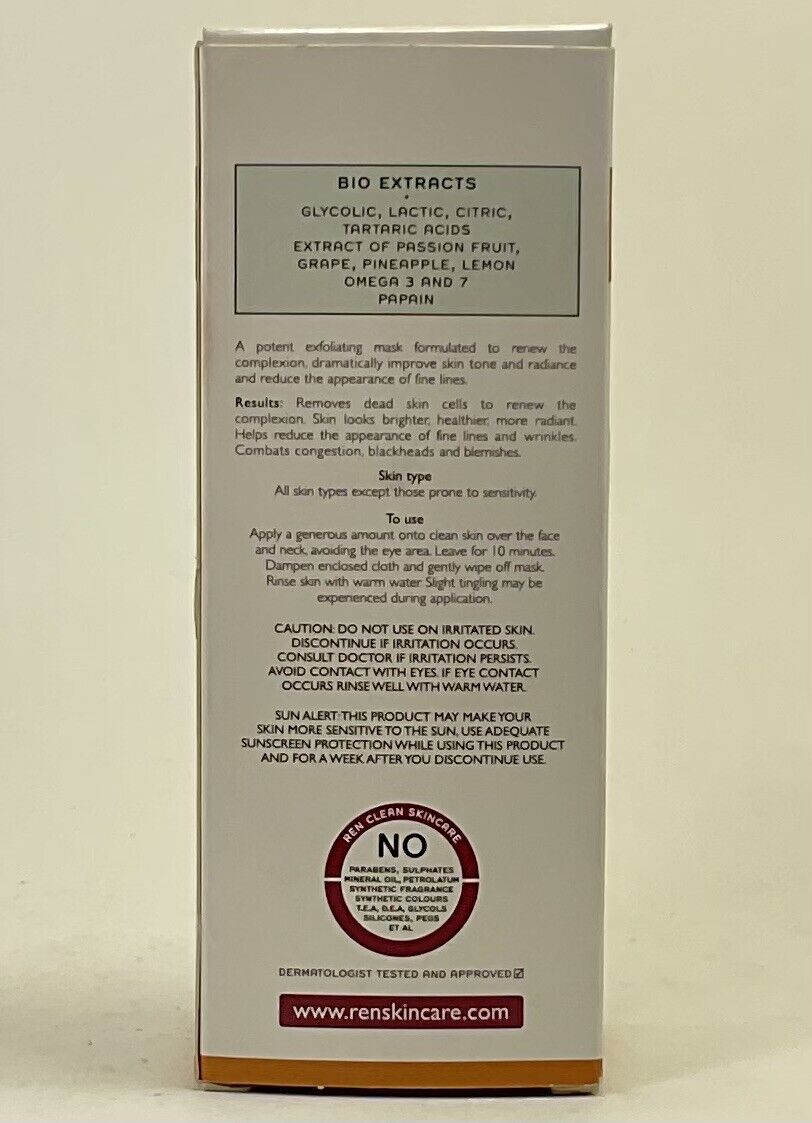 BIO EXTRACTS
GLYCOLIC, LACTIC, CITRIC,
TARTARIC ACIDS
EXTRACT OF PASSION FRUIT,
GRAPE, PINEAPPLE, LEMON
OMEGA 3 AND 7
PAPAIN
A potent exfoliating mask formulated to renew the
complexion, dramatically improve skin tone and radiance
and reduce the appearance of fine lines.
Results: Removes dead skin cells to renew the
complexion. Skin looks brighter, healthier, more radiant.
Helps reduce the appearance of fine lines and wrinkles.
Combats congestion, blackheads and blemishes.
Skin type
All skin types except those prone to sensitivity.
To use
Apply a generous amount onto clean skin over the face
and neck, avoiding the eye area. Leave for 10 minutes.
Dampen enclosed cloth and gently wipe off mask.
Rinse skin with warm water. Slight tingling may be
experienced during application.
CAUTION: DO NOT USE ON IRRITATED SKIN.
DISCONTINUE IF IRRITATION OCCURS.
CONSULT DOCTOR IF IRRITATION PERSISTS.
AVOID CONTACT WITH EYES. IF EYE CONTACT
OCCURS RINSE WELL WITH WARM WATER.
SUN ALERT: THIS PRODUCT MAY MAKE YOUR
SKIN MORE SENSITIVE TO THE SUN, USE ADEQUATE
SUNSCREEN PROTECTION WHILE USING THIS PRODUCT
AND FOR A WEEK AFTER YOU DISCONTINUE USE.
REN CLEAN SKINCARE
NO
PARABENS, SULPHATES
MINERAL OIL, PETROLATUM
SYNTHETIC FRAGRANCE
SYNTHETIC COLOURS
T.E.A, D.E.A, GLYCOLS
SILICONES, PEGS
ET AL
DERMATOLOGIST TESTED AND APPROVED ☑
www.renskincare.com